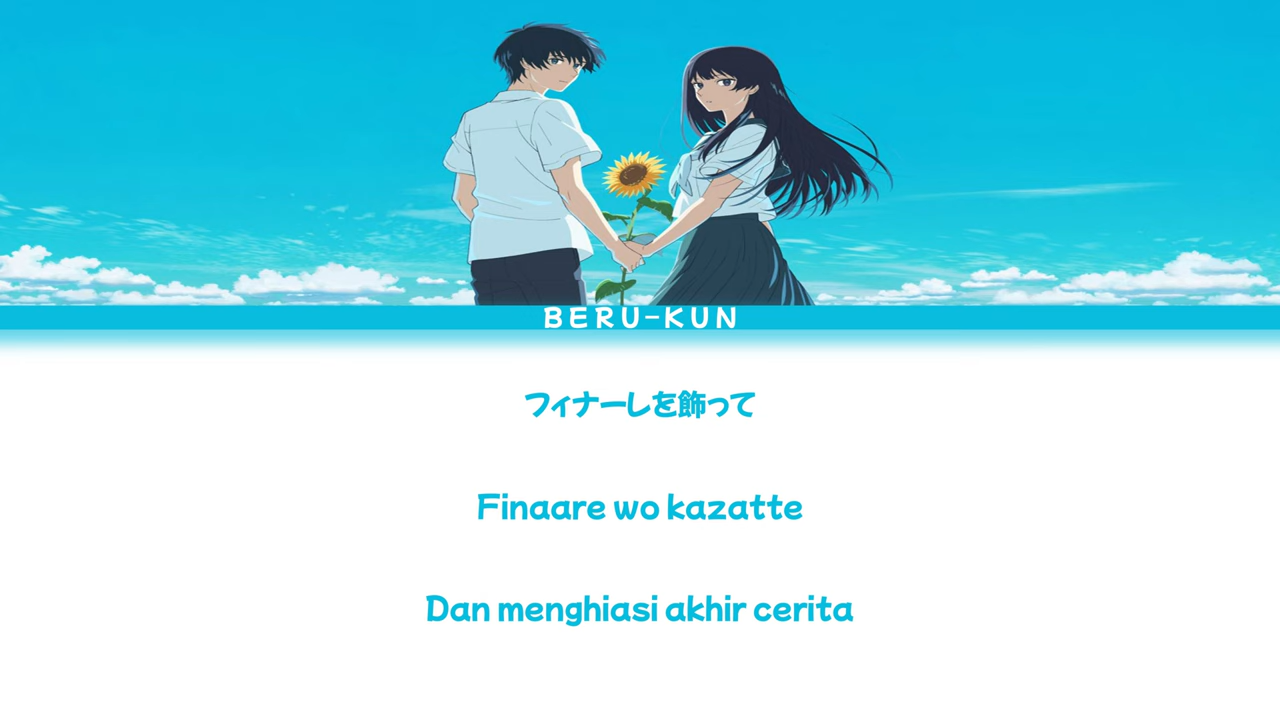 BERU-KUN
フィナーレを飾って
Finaare wo kazatte
Dan menghiasi akhir cerita